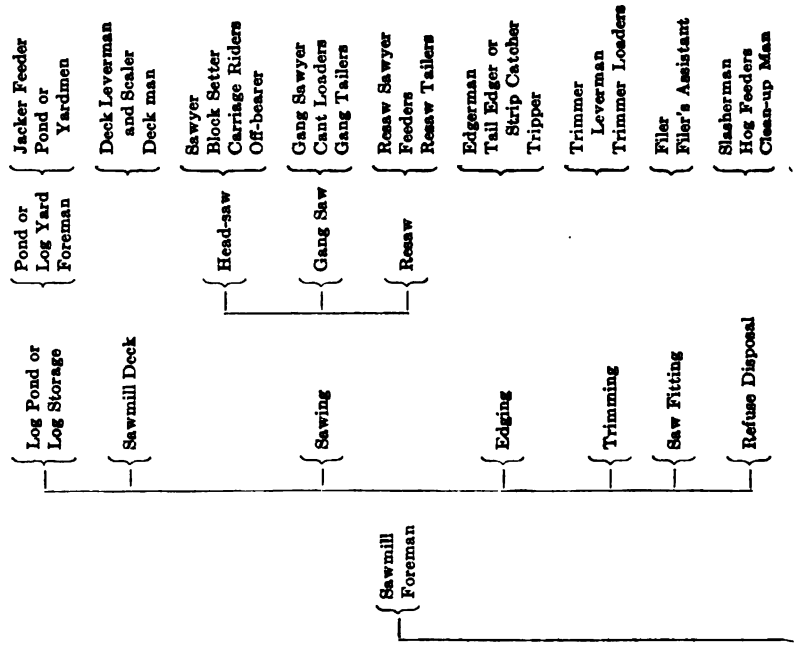 Sawmill
Foreman
Log Pond or
Log Storage
Pond or
Log Yard
Foreman
Jacker Feeder
Pond or
Yardmen
Sawmill Deck
Deck Leverman
and Scaler
Deck man
Sawing
Head-saw
Sawyer
Block Setter
Carriage Riders
Off-bearer
Gang Saw
Gang Sawyer
Cant Loaders
Gang Tailers
Resaw
Resaw Sawyer
Feeders
Resaw Tailers
Edging
Edgerman
Tail Edger or
Strip Catcher
Tripper
Trimming
Trimmer
Leverman
Trimmer Loaders
Saw Fitting
Filer
Filer's Assistant
Refuse Disposal
Slasherman
Hog Feeders
Clean-up Man